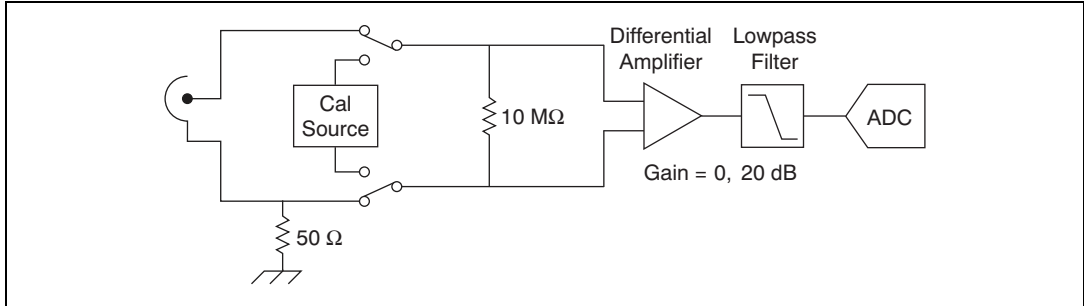 Differential
Amplifier
Lowpass
Filter
Cal
Source
10 MΩ
ADC
Gain = 0, 20 dB
50 Ω